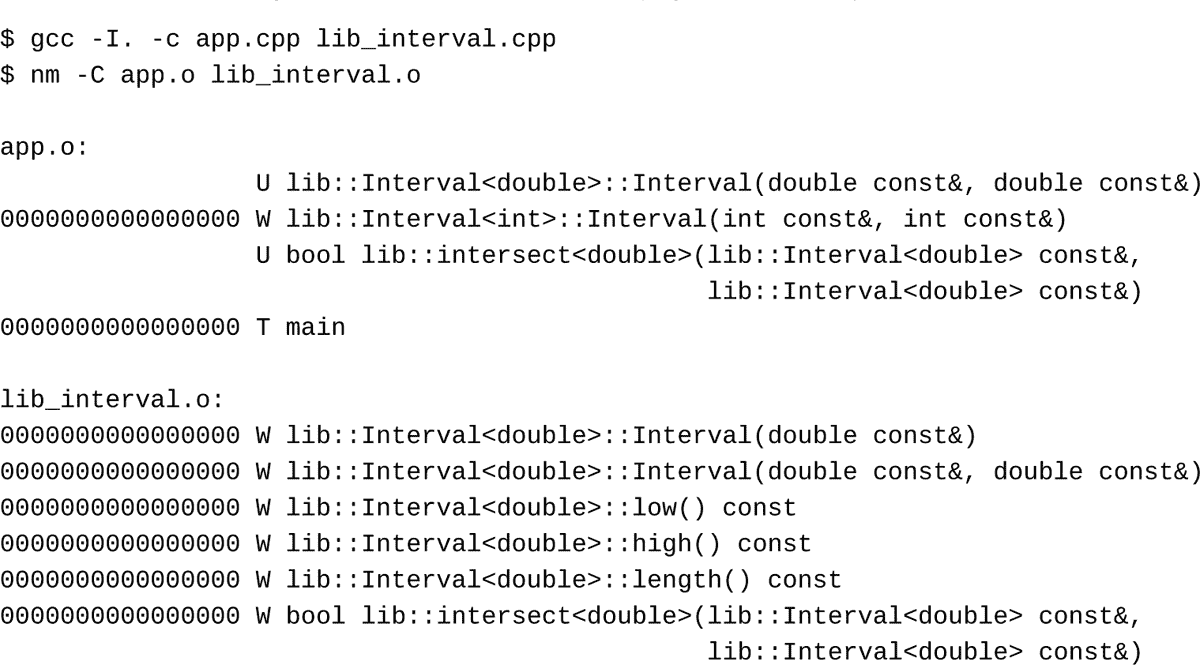 $ gcc -I. -c app.cpp lib_interval.cpp
$ nm -C app.o lib_interval.o

app.o:
                 U lib::Interval<double>::Interval(double const&, double const&)
0000000000000000 W lib::Interval<int>::Interval(int const&, int const&)
                 U bool lib::intersect<double>(lib::Interval<double> const&,
                                               lib::Interval<double> const&)
0000000000000000 T main

lib_interval.o:
0000000000000000 W lib::Interval<double>::Interval(double const&)
0000000000000000 W lib::Interval<double>::Interval(double const&, double const&)
0000000000000000 W lib::Interval<double>::low() const
0000000000000000 W lib::Interval<double>::high() const
0000000000000000 W lib::Interval<double>::length() const
0000000000000000 W bool lib::intersect<double>(lib::Interval<double> const&,
                                               lib::Interval<double> const&)